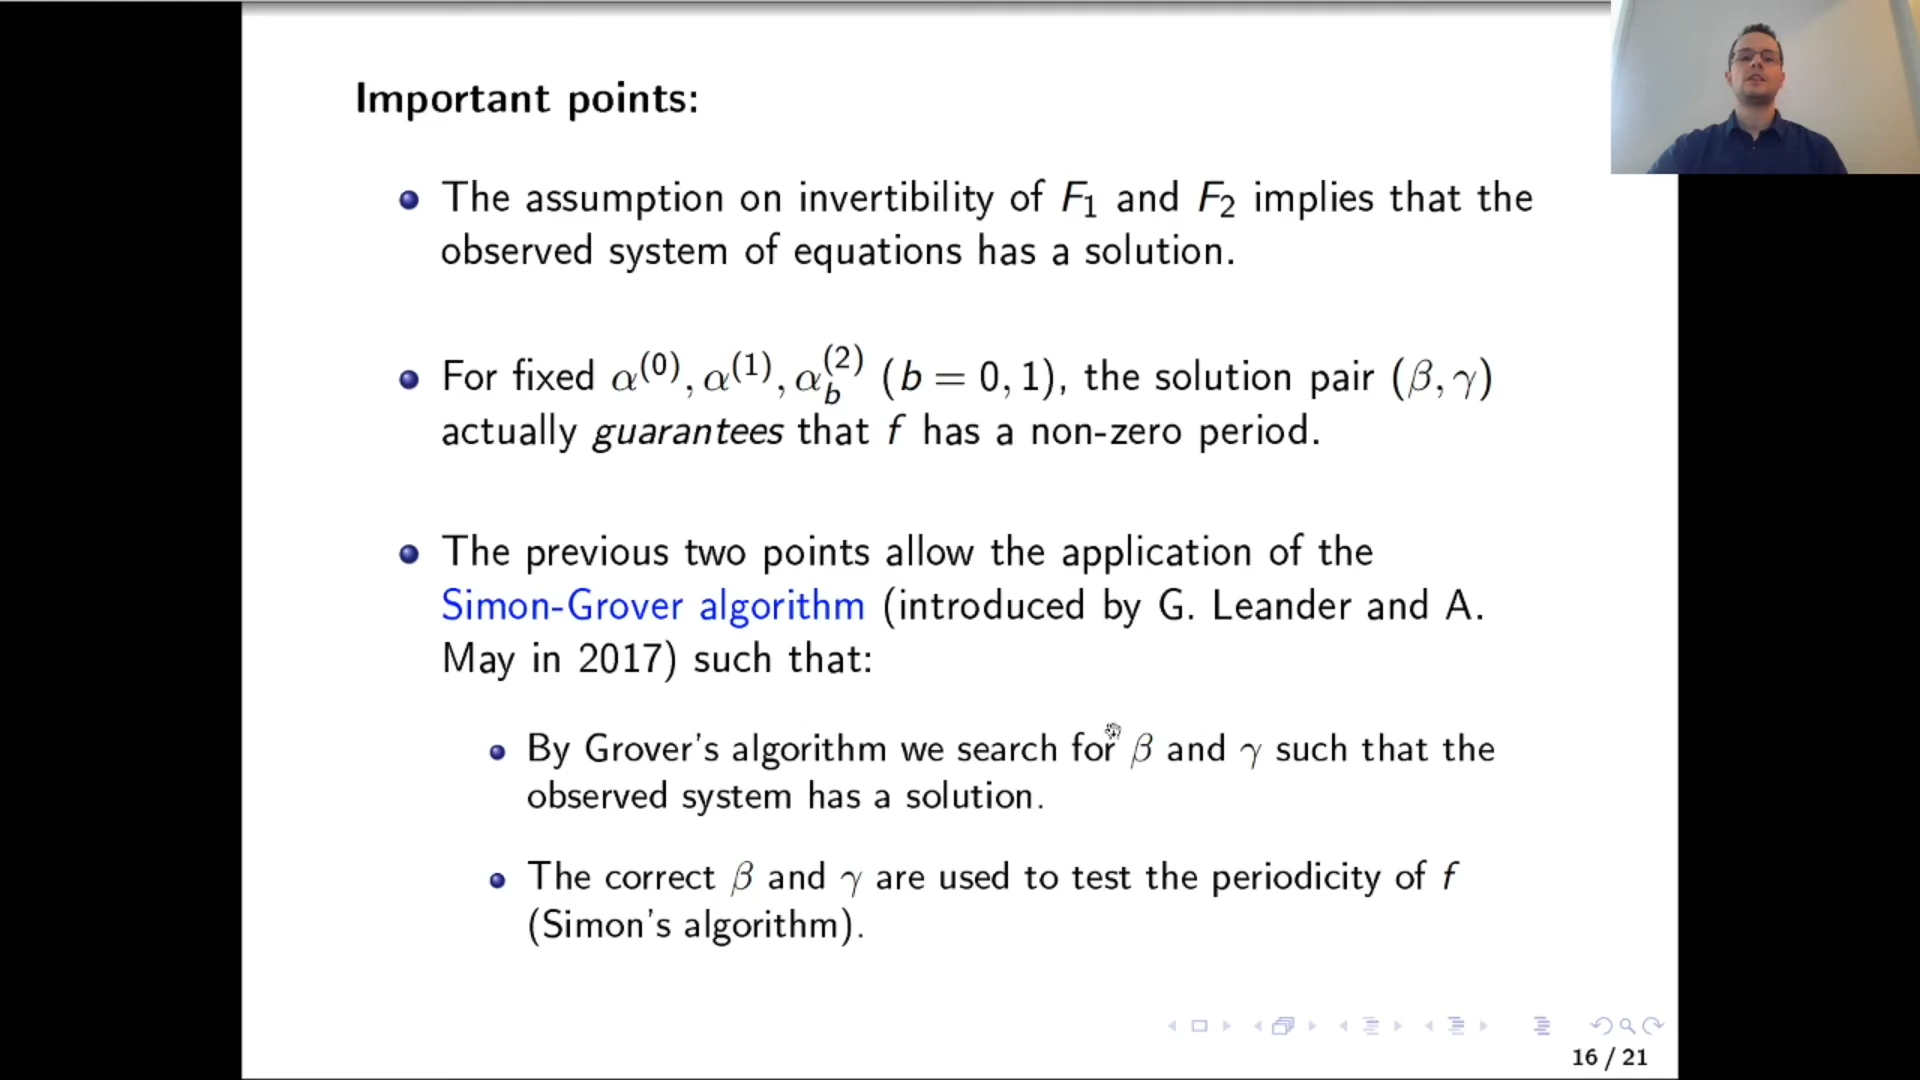 Important points:
The assumption on invertibility of F₁ and F₂ implies that the
observed system of equations has a solution.
For fixed α⁽⁰⁾, α⁽¹⁾, α_b⁽²⁾ (b = 0, 1), the solution pair (β, γ)
actually guarantees that f has a non-zero period.
The previous two points allow the application of the
Simon-Grover algorithm (introduced by G. Leander and A.
May in 2017) such that:
By Grover's algorithm we search for β and γ such that the
observed system has a solution.
The correct β and γ are used to test the periodicity of f
(Simon's algorithm).
16 / 21